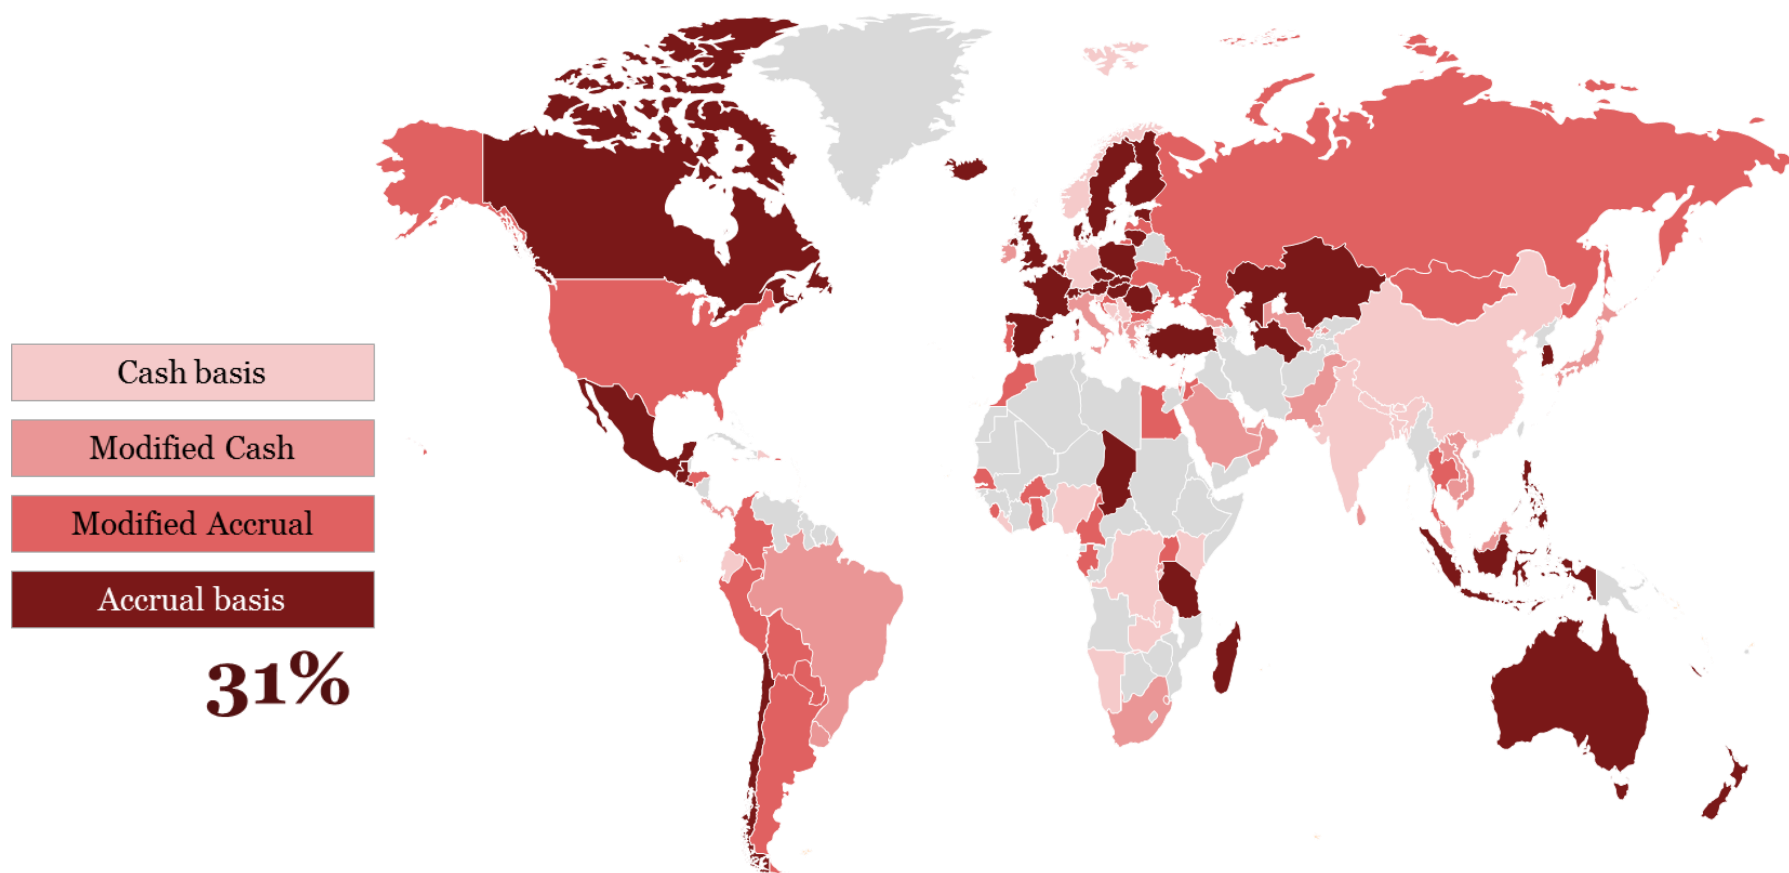 Cash basis
Modified Cash
Modified Accrual
Accrual basis
31%